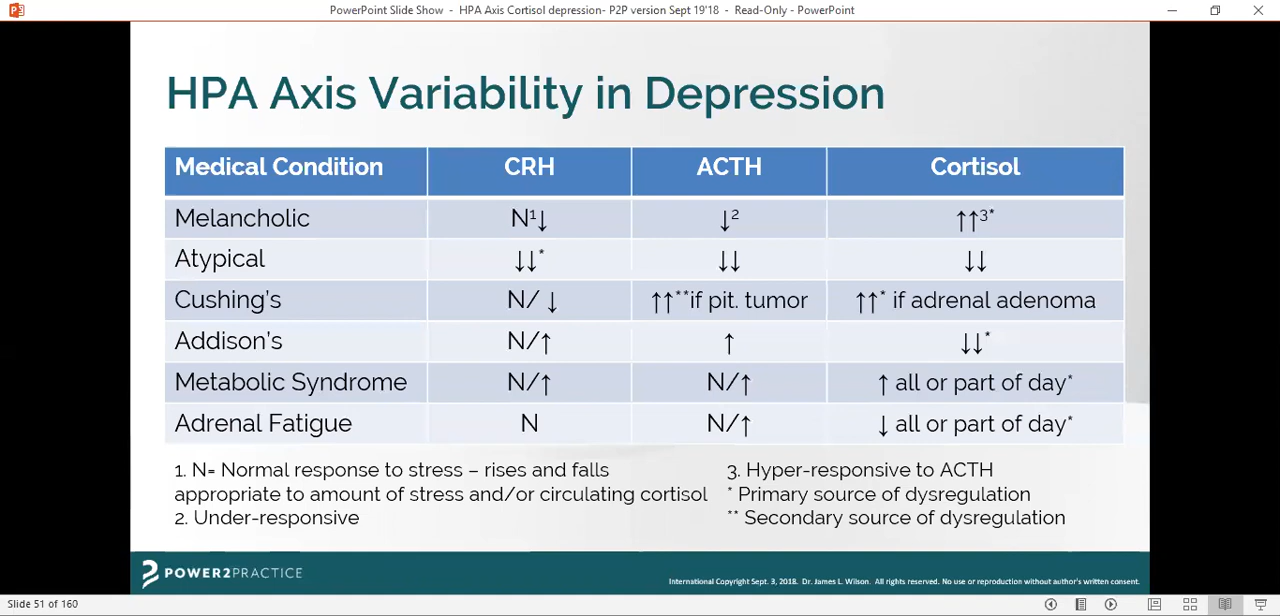 PowerPoint Slide Show - HPA Axis Cortisol depression- P2P version Sept 19'18 - Read-Only - PowerPoint
HPA Axis Variability in Depression
Medical Condition CRH ACTH Cortisol
Melancholic N¹↓ ↓² ↑↑³*
Atypical ↓↓* ↓↓ ↓↓
Cushing's N/ ↓ ↑↑**if pit. tumor ↑↑* if adrenal adenoma
Addison's N/↑ ↑ ↓↓*
Metabolic Syndrome N/↑ N/↑ ↑ all or part of day*
Adrenal Fatigue N N/↑ ↓ all or part of day*
1. N= Normal response to stress – rises and falls
appropriate to amount of stress and/or circulating cortisol
2. Under-responsive
3. Hyper-responsive to ACTH
* Primary source of dysregulation
** Secondary source of dysregulation
POWER2PRACTICE
International Copyright Sept. 3, 2018. Dr. James L. Wilson. All rights reserved. No use or reproduction without author's written consent.
Slide 51 of 160